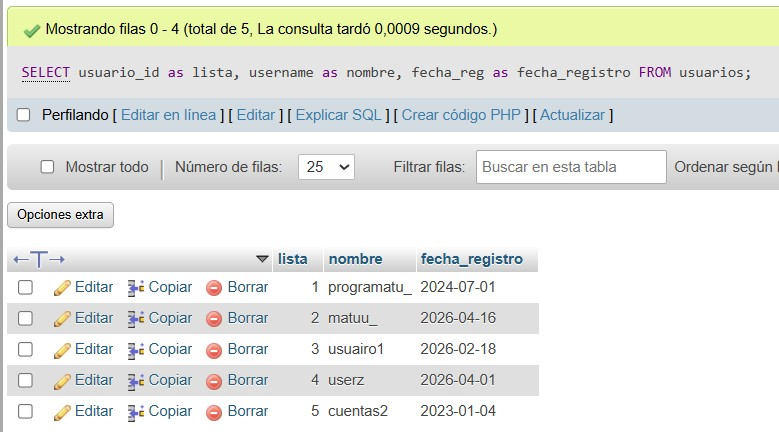 Mostrando filas 0 - 4 (total de 5, La consulta tardó 0,0009 segundos.)
SELECT usuario_id as lista, username as nombre, fecha_reg as fecha_registro FROM usuarios;
Perfilando [ Editar en línea ] [ Editar ] [ Explicar SQL ] [ Crear código PHP ] [ Actualizar ]
Mostrar todo Número de filas: 25 Filtrar filas: Buscar en esta tabla Ordenar según
Opciones extra
lista nombre fecha_registro
Editar Copiar Borrar 1 programatu_ 2024-07-01
Editar Copiar Borrar 2 matuu_ 2026-04-16
Editar Copiar Borrar 3 usuairo1 2026-02-18
Editar Copiar Borrar 4 userz 2026-04-01
Editar Copiar Borrar 5 cuentas2 2023-01-04